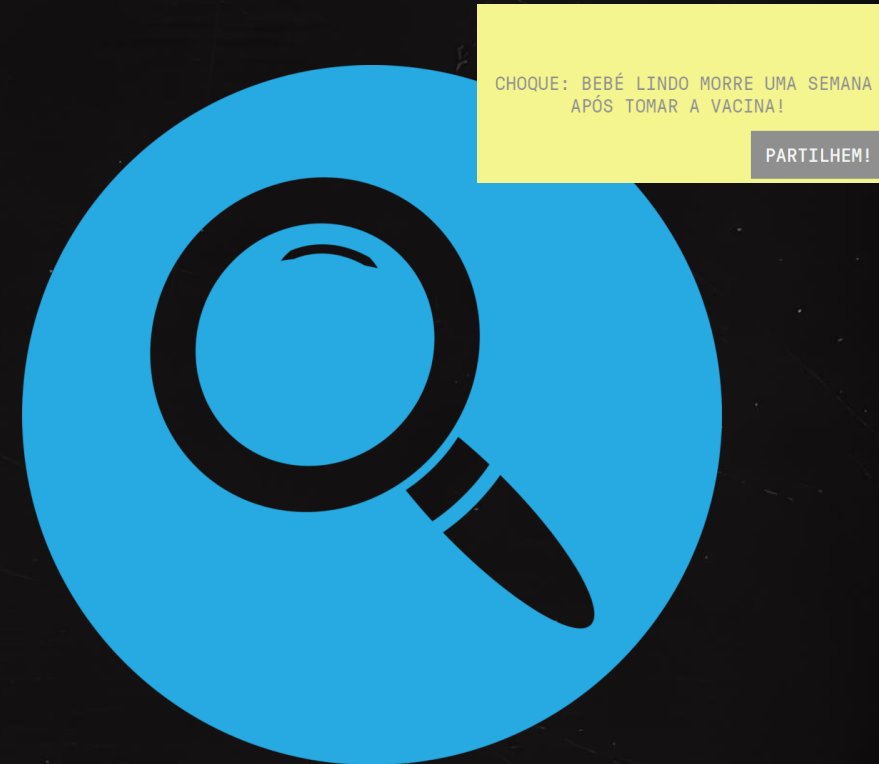 CHOQUE: BEBÉ LINDO MORRE UMA SEMANA
APÓS TOMAR A VACINA!
PARTILHEM!